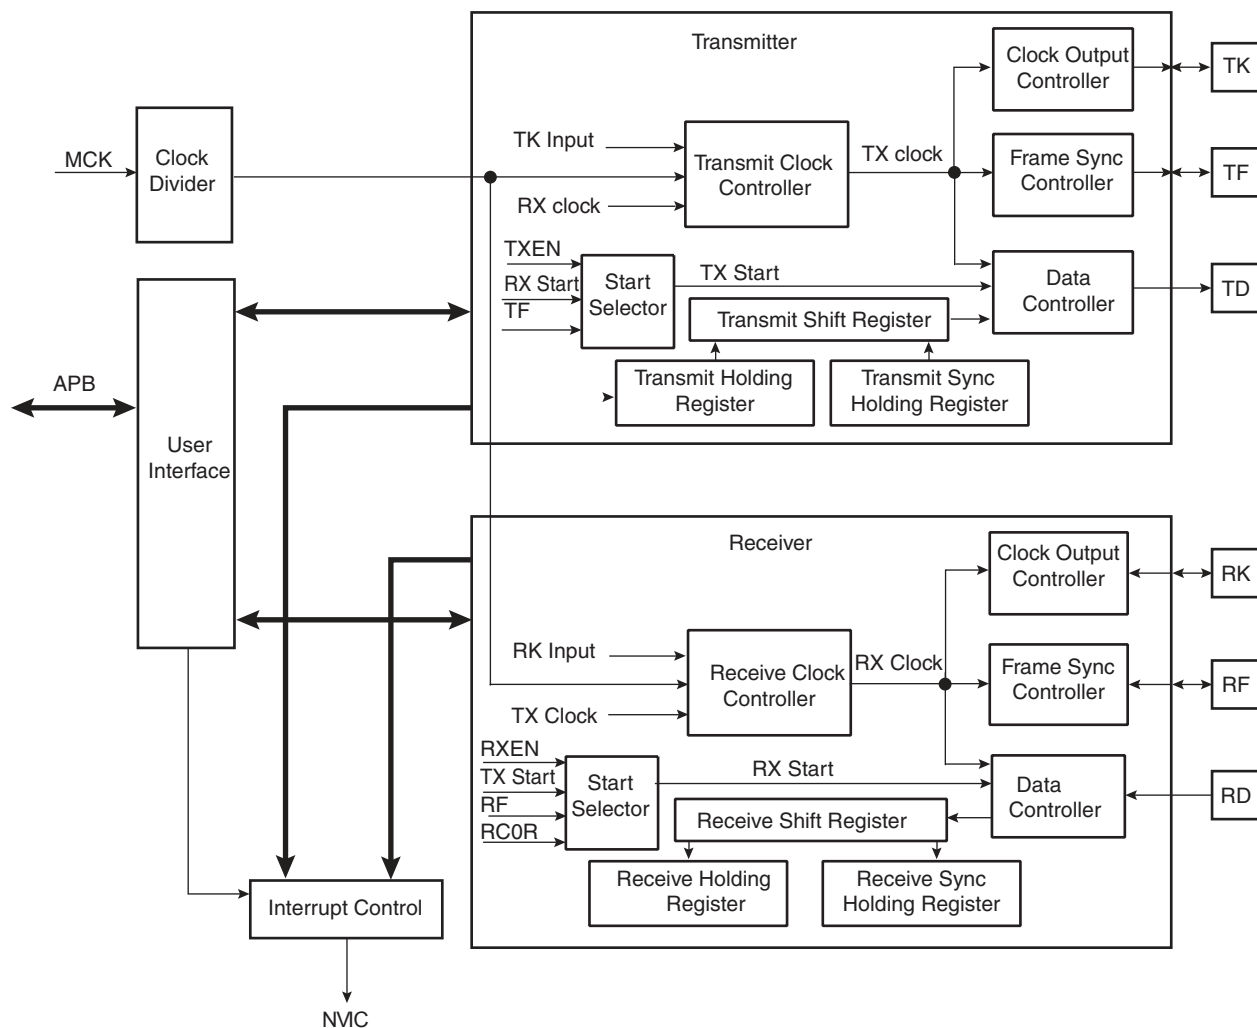 Transmitter
Clock Output
Controller
TK
MCK
Clock
Divider
TK Input
Transmit Clock
Controller
TX clock
Frame Sync
Controller
TF
RX clock
TXEN
RX Start
TF
Start
Selector
TX Start
Data
Controller
TD
Transmit Shift Register
Transmit Holding
Register
Transmit Sync
Holding Register
APB
User
Interface
Receiver
Clock Output
Controller
RK
RK Input
Receive Clock
Controller
RX Clock
Frame Sync
Controller
RF
TX Clock
RXEN
TX Start
RF
RC0R
Start
Selector
RX Start
Data
Controller
RD
Receive Shift Register
Receive Holding
Register
Receive Sync
Holding Register
Interrupt Control
NVIC